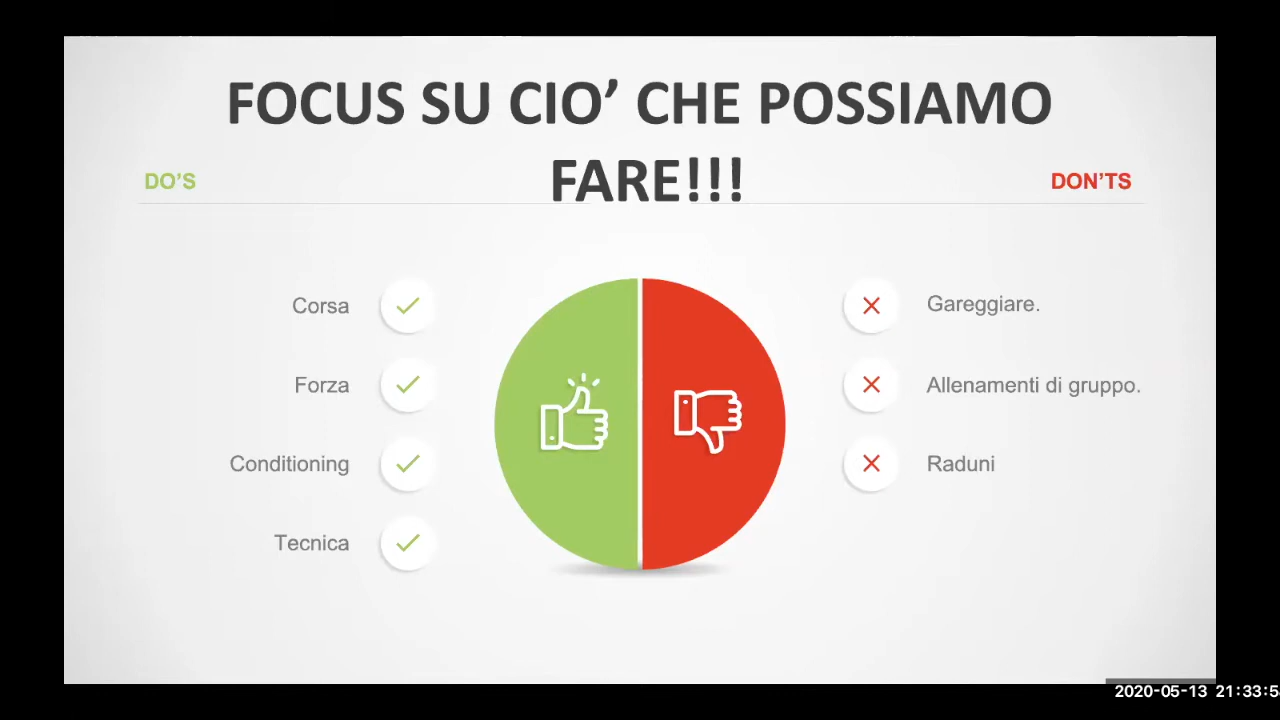 FOCUS SU CIO’ CHE POSSIAMO
FARE!!!
DO’S
DON’TS
Corsa
Forza
Conditioning
Tecnica
Gareggiare.
Allenamenti di gruppo.
Raduni
2020-05-13 21:33:5